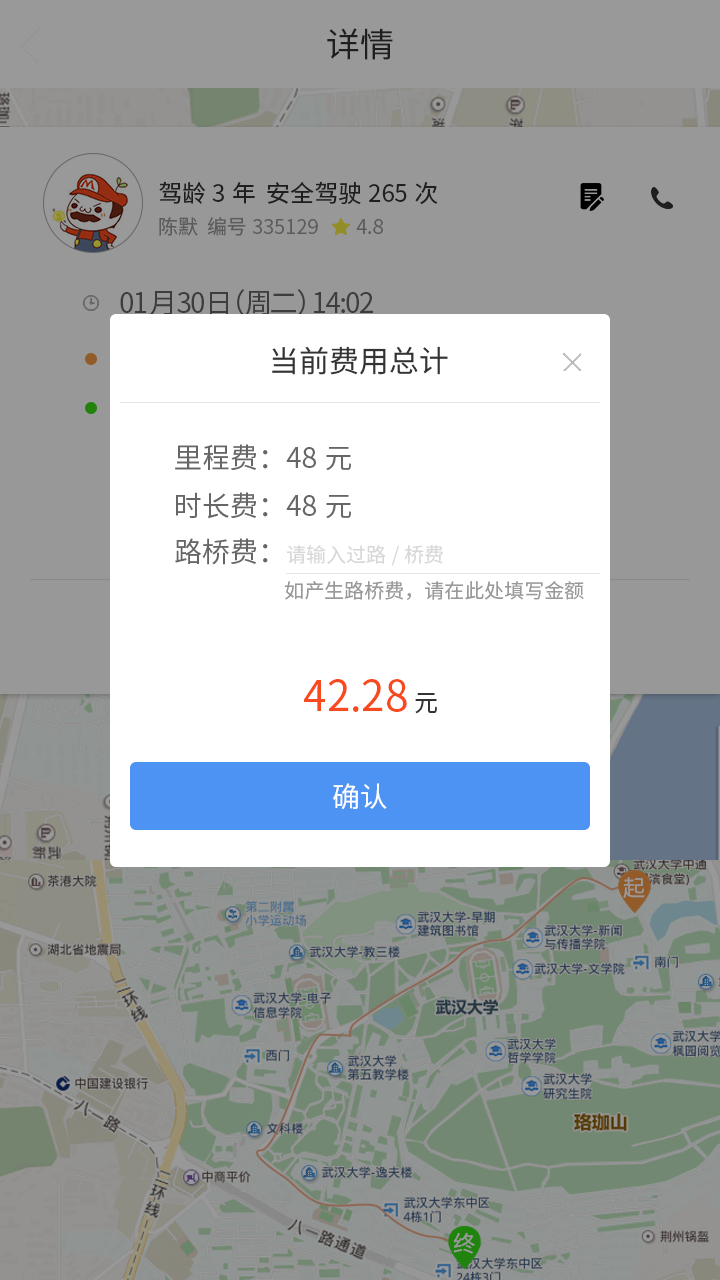 详情
驾龄 3 年 安全驾驶 265 次
陈默 编号 335129 4.8
01月30日(周二) 14:02
当前费用总计
里程费：48 元
时长费：48 元
路桥费：请输入过路 / 桥费
如产生路桥费，请在此处填写金额
42.28 元
确认
武汉大学中通
茶港大院
起
第二附属
小学运动场
武汉大学-早期
建筑图书馆
武汉大学-新闻
与传播学院
湖北省地震局
武汉大学-教三楼
武汉大学-文学院
南门
二环线
武汉大学-电子
信息学院
武汉大学
西门
武汉大学
哲学学院
武汉大学
枫园阅览
武汉大学
第五教学楼
中国建设银行
武汉大学
研究生院
八一路
文科楼
珞珈山
中商平价
武汉大学-逸夫楼
二环线
武汉大学东中区
4栋1门
八一路通道
终
荆州锅盔
武汉大学东中区
24栋3门